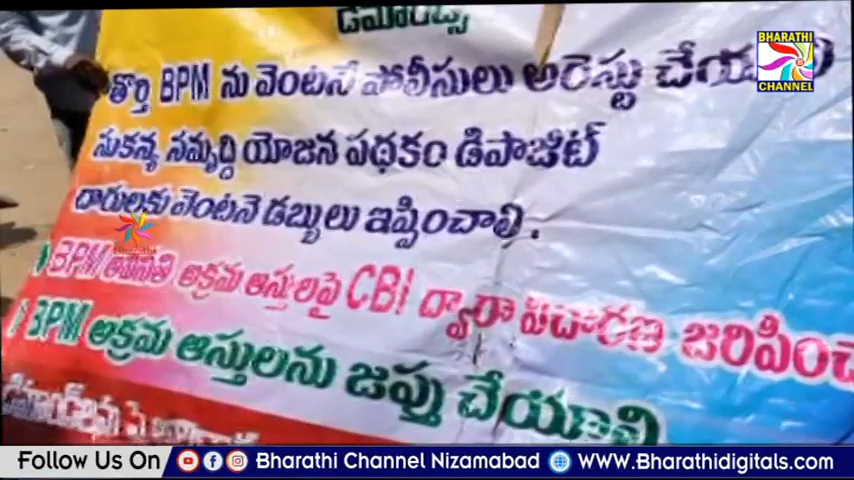 డిమాండ్స్
BHARATHI
CHANNEL
BPM ను వెంటనే పోలీసులు అరెస్టు
సుకన్య సమృద్ది యోజన పథకం డిపాజిట్
దారులకు వెంటనె డబ్బులు ఇప్పించాలి.
Bharathi
BPM అవినీతి అక్రమ ఆస్తులపై CBI ద్వారా విచారణ
BPM అక్రమ ఆస్తులను జప్తు చేయాలి
Follow Us On Bharathi Channel Nizamabad www.Bharathidigitals.com